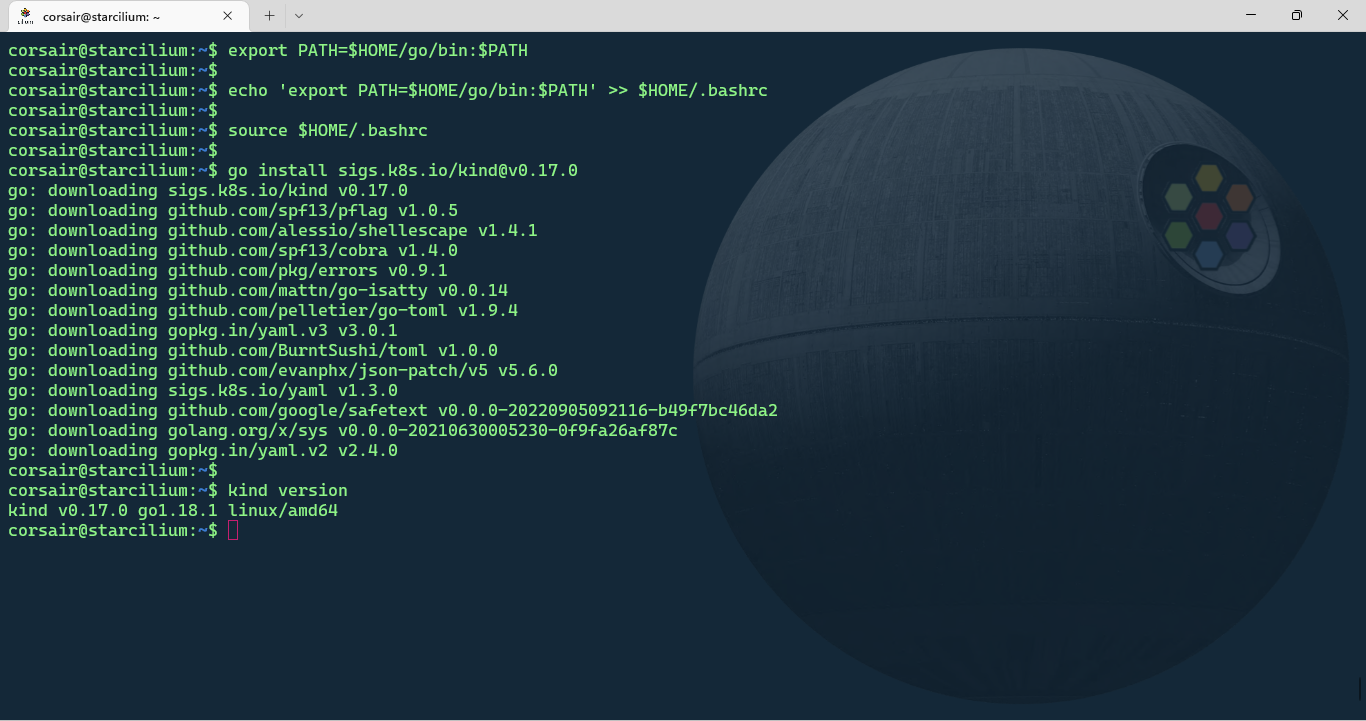 corsair@starcilium: ~
corsair@starcilium:~$ export PATH=$HOME/go/bin:$PATH
corsair@starcilium:~$
corsair@starcilium:~$ echo 'export PATH=$HOME/go/bin:$PATH' >> $HOME/.bashrc
corsair@starcilium:~$
corsair@starcilium:~$ source $HOME/.bashrc
corsair@starcilium:~$
corsair@starcilium:~$ go install sigs.k8s.io/kind@v0.17.0
go: downloading sigs.k8s.io/kind v0.17.0
go: downloading github.com/spf13/pflag v1.0.5
go: downloading github.com/alessio/shellescape v1.4.1
go: downloading github.com/spf13/cobra v1.4.0
go: downloading github.com/pkg/errors v0.9.1
go: downloading github.com/mattn/go-isatty v0.0.14
go: downloading github.com/pelletier/go-toml v1.9.4
go: downloading gopkg.in/yaml.v3 v3.0.1
go: downloading github.com/BurntSushi/toml v1.0.0
go: downloading github.com/evanphx/json-patch/v5 v5.6.0
go: downloading sigs.k8s.io/yaml v1.3.0
go: downloading github.com/google/safetext v0.0.0-20220905092116-b49f7bc46da2
go: downloading golang.org/x/sys v0.0.0-20210630005230-0f9fa26af87c
go: downloading gopkg.in/yaml.v2 v2.4.0
corsair@starcilium:~$
corsair@starcilium:~$ kind version
kind v0.17.0 go1.18.1 linux/amd64
corsair@starcilium:~$